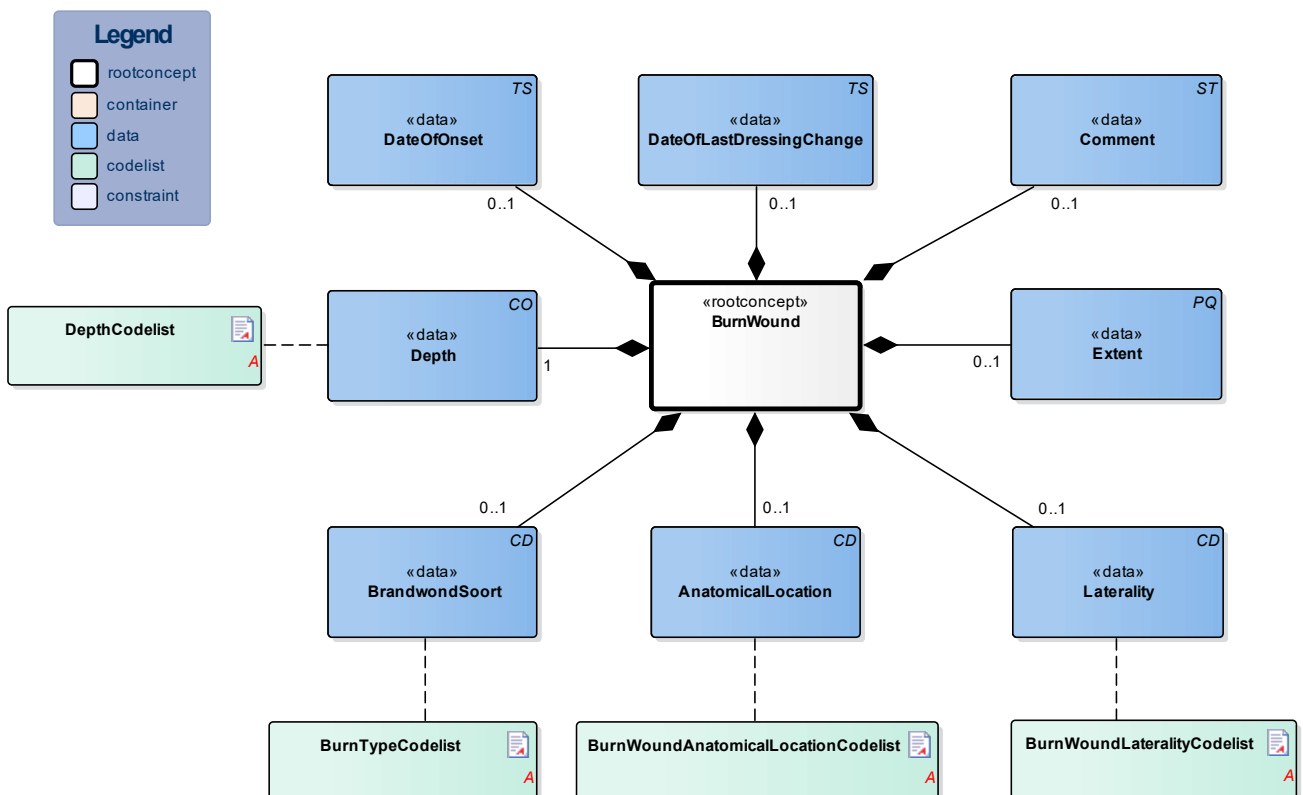 Legend
rootconcept
container
data
codelist
constraint
TS
«data»
DateOfOnset
0..1
TS
«data»
DateOfLastDressingChange
0..1
ST
«data»
Comment
0..1
DepthCodelist
A
CO
«data»
Depth
1
«rootconcept»
BurnWound
PQ
«data»
Extent
0..1
0..1
CD
«data»
BrandwondSoort
0..1
CD
«data»
AnatomicalLocation
0..1
CD
«data»
Laterality
BurnTypeCodelist
A
BurnWoundAnatomicalLocationCodelist
A
BurnWoundLateralityCodelist
A